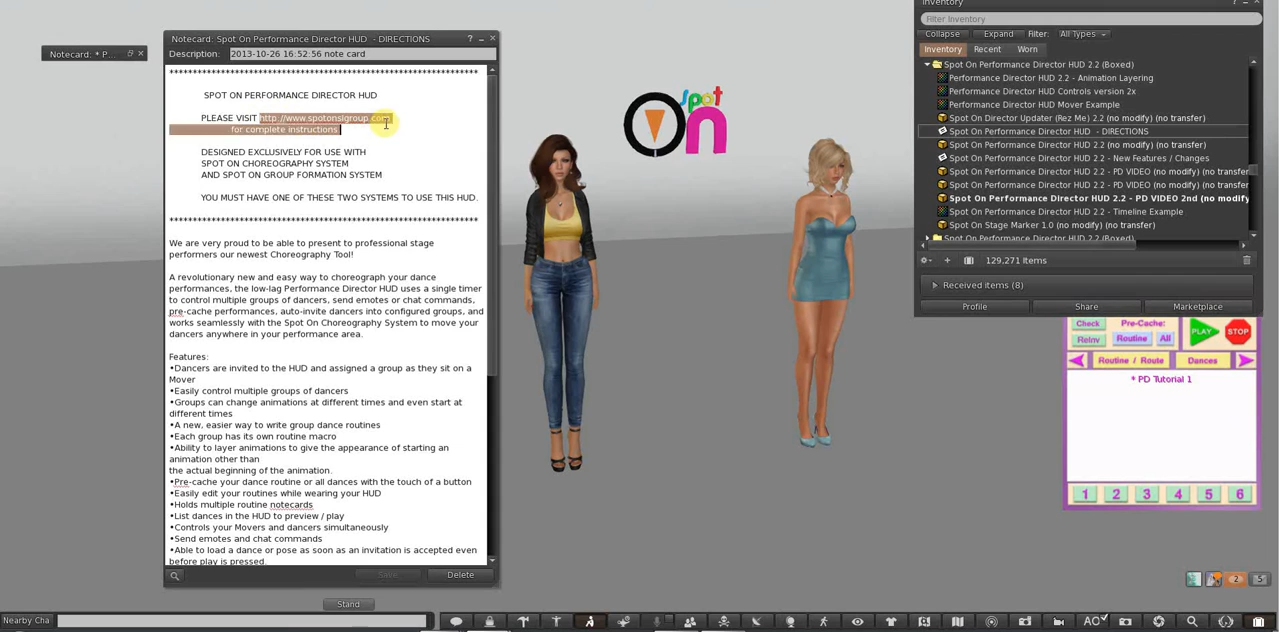 Notecard: * P...
Notecard: Spot On Performance Director HUD - DIRECTIONS
Description: 2013-10-26 16:52:56 note card
******************************************************************
SPOT ON PERFORMANCE DIRECTOR HUD
PLEASE VISIT http://www.spotonslgroup.com
for complete instructions
DESIGNED EXCLUSIVELY FOR USE WITH
SPOT ON CHOREOGRAPHY SYSTEM
AND SPOT ON GROUP FORMATION SYSTEM
YOU MUST HAVE ONE OF THESE TWO SYSTEMS TO USE THIS HUD.
******************************************************************
We are very proud to be able to present to professional stage
performers our newest Choreography Tool!
A revolutionary new and easy way to choreograph your dance
performances, the low-lag Performance Director HUD uses a single timer
to control multiple groups of dancers, send emotes or chat commands,
pre-cache performances, auto-invite dancers into configured groups, and
works seamlessly with the Spot On Choreography System to move your
dancers anywhere in your performance area.
Features:
•Dancers are invited to the HUD and assigned a group as they sit on a
Mover
•Easily control multiple groups of dancers
•Groups can change animations at different times and even start at
different times
•A new, easier way to write group dance routines
•Each group has its own routine macro
•Ability to layer animations to give the appearance of starting an
animation other than
the actual beginning of the animation.
•Pre-cache your dance routine or all dances with the touch of a button
•Easily edit your routines while wearing your HUD
•Holds multiple routine notecards
•List dances in the HUD to preview / play
•Controls your Movers and dancers simultaneously
•Send emotes and chat commands
•Able to load a dance or pose as soon as an invitation is accepted even
before play is pressed.
Save
Delete
Stand
Nearby Cha
spot
On
Inventory
Filter Inventory
Collapse Expand Filter: All Types
Inventory Recent Worn
Spot On Performance Director HUD 2.2 (Boxed)
Performance Director HUD 2.2 - Animation Layering
Performance Director HUD Controls version 2x
Performance Director HUD Mover Example
Spot On Director Updater (Rez Me) 2.2 (no modify) (no transfer)
Spot On Performance Director HUD - DIRECTIONS
Spot On Performance Director HUD 2.2 (no modify) (no transfer)
Spot On Performance Director HUD 2.2 - New Features / Changes
Spot On Performance Director HUD 2.2 - PD VIDEO (no modify) (no transfer
Spot On Performance Director HUD 2.2 - PD VIDEO (no modify) (no transfer
Spot On Performance Director HUD 2.2 - PD VIDEO 2nd (no modify
Spot On Performance Director HUD 2.2 - Timeline Example
Spot On Stage Marker 1.0 (no modify) (no transfer)
Spot On Performance Director HUD 2.2 (Boxed)
129,271 Items
Received Items (8)
Profile Share Marketplace
Check Pre-Cache: PLAY STOP
ReInv Routine All
Routine / Route Dances
* PD Tutorial 1
1 2 3 4 5 6
2 5
AO